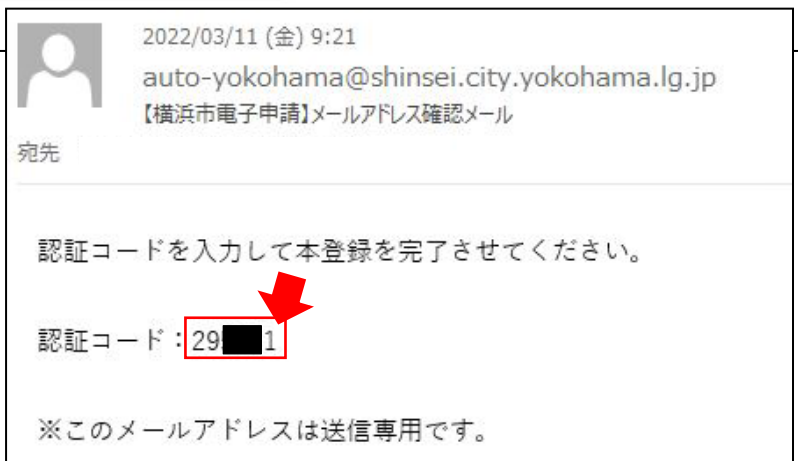 2022/03/11 (金) 9:21
auto-yokohama@shinsei.city.yokohama.lg.jp
【横浜市電子申請】メールアドレス確認メール
宛先
認証コードを入力して本登録を完了させてください。
認証コード：29 1
※このメールアドレスは送信専用です。